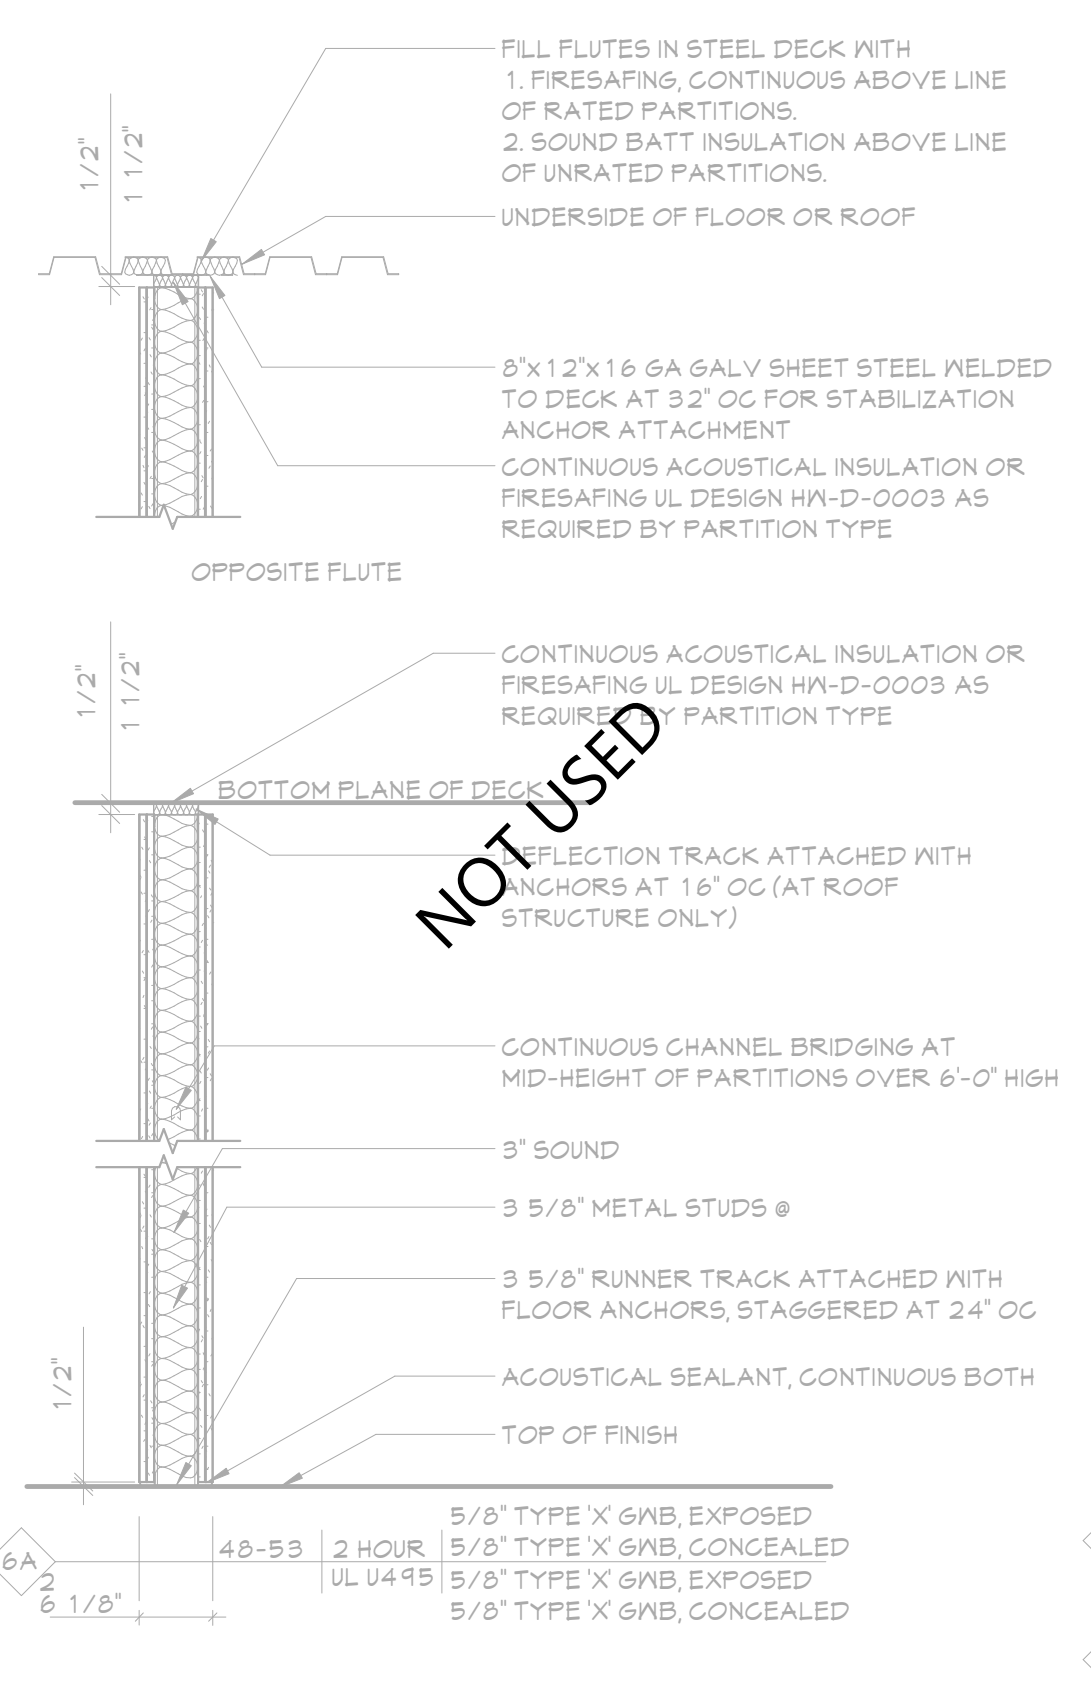 FILL FLUTES IN STEEL DECK WITH
1. FIRESAFING, CONTINUOUS ABOVE LINE
OF RATED PARTITIONS.
2. SOUND BATT INSULATION ABOVE LINE
OF UNRATED PARTITIONS.
1/2"
1 1/2"
UNDERSIDE OF FLOOR OR ROOF
8"x12"x16 GA GALV SHEET STEEL WELDED
TO DECK AT 32" OC FOR STABILIZATION
ANCHOR ATTACHMENT
CONTINUOUS ACOUSTICAL INSULATION OR
FIRESAFING UL DESIGN HW-D-0003 AS
REQUIRED BY PARTITION TYPE
OPPOSITE FLUTE
CONTINUOUS ACOUSTICAL INSULATION OR
FIRESAFING UL DESIGN HW-D-0003 AS
REQUIRED BY PARTITION TYPE
1/2"
1 1/2"
BOTTOM PLANE OF DECK
NOT USED
DEFLECTION TRACK ATTACHED WITH
ANCHORS AT 16" OC (AT ROOF
STRUCTURE ONLY)
CONTINUOUS CHANNEL BRIDGING AT
MID-HEIGHT OF PARTITIONS OVER 6'-0" HIGH
3" SOUND
3 5/8" METAL STUDS @
3 5/8" RUNNER TRACK ATTACHED WITH
FLOOR ANCHORS, STAGGERED AT 24" OC
1/2"
ACOUSTICAL SEALANT, CONTINUOUS BOTH
TOP OF FINISH
5/8" TYPE 'X' GWB, EXPOSED
48-53 2 HOUR 5/8" TYPE 'X' GWB, CONCEALED
6A
2
UL U495 5/8" TYPE 'X' GWB, EXPOSED
6 1/8" 5/8" TYPE 'X' GWB, CONCEALED